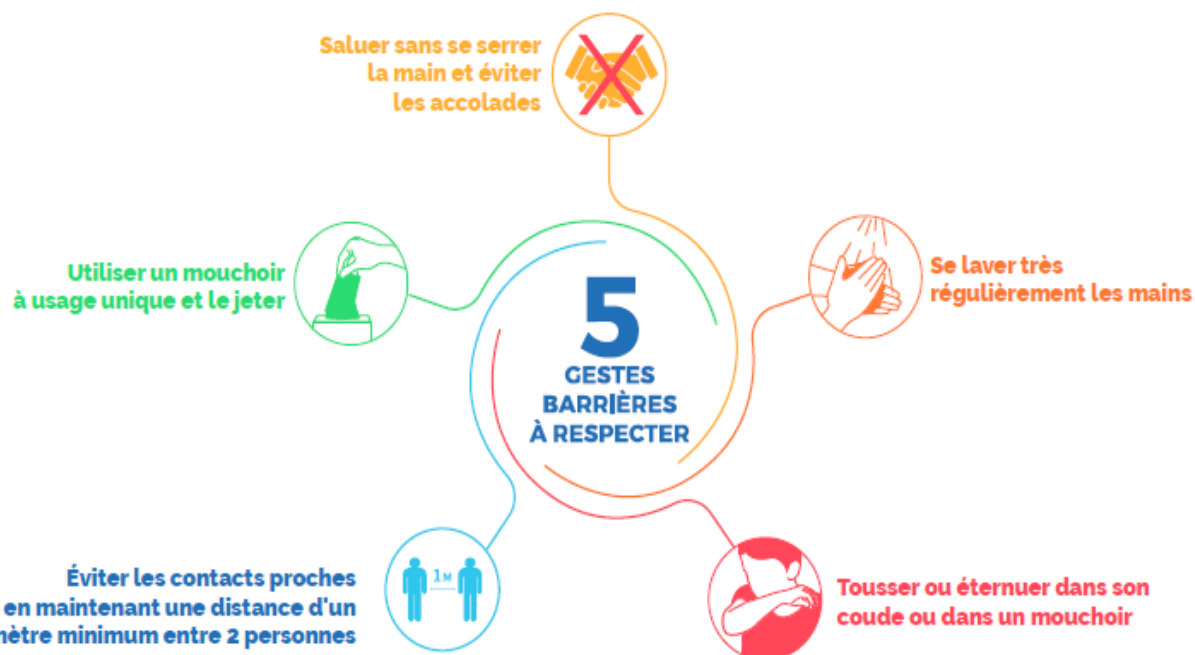 Saluer sans se serrer
la main et éviter
les accolades
Se laver très
régulièrement les mains
Utiliser un mouchoir
à usage unique et le jeter
5
GESTES
BARRIÈRES
À RESPECTER
Éviter les contacts proches
en maintenant une distance d'un
mètre minimum entre 2 personnes
1M
Tousser ou éternuer dans son
coude ou dans un mouchoir